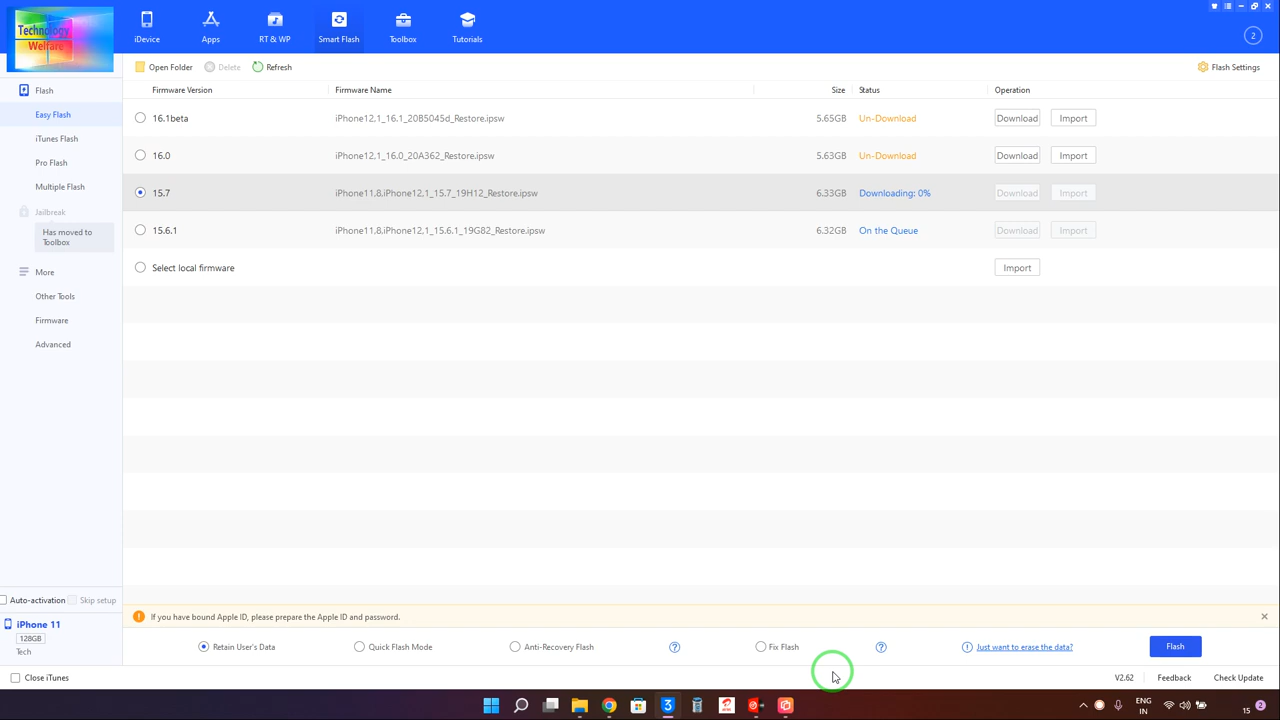 Technology
Welfare
iDevice
Apps
RT & WP
Smart Flash
Toolbox
Tutorials
2
Open Folder
Delete
Refresh
Flash Settings
Flash
Easy Flash
iTunes Flash
Pro Flash
Multiple Flash
Jailbreak
Has moved to
Toolbox
More
Other Tools
Firmware
Advanced
Firmware Version Firmware Name Size Status Operation
16.1beta iPhone12,1_16.1_20B5045d_Restore.ipsw 5.65GB Un-Download Download Import
16.0 iPhone12,1_16.0_20A362_Restore.ipsw 5.63GB Un-Download Download Import
15.7 iPhone11,8,iPhone12,1_15.7_19H12_Restore.ipsw 6.33GB Downloading: 0% Download Import
15.6.1 iPhone11,8,iPhone12,1_15.6.1_19G82_Restore.ipsw 6.32GB On the Queue Download Import
Select local firmware Import
Auto-activation Skip setup
iPhone 11
128GB
Tech
If you have bound Apple ID, please prepare the Apple ID and password.
Retain User's Data Quick Flash Mode Anti-Recovery Flash ? Fix Flash ? Just want to erase the data? Flash
Close iTunes V2.62 Feedback Check Update
3
ENG
IN
15 2